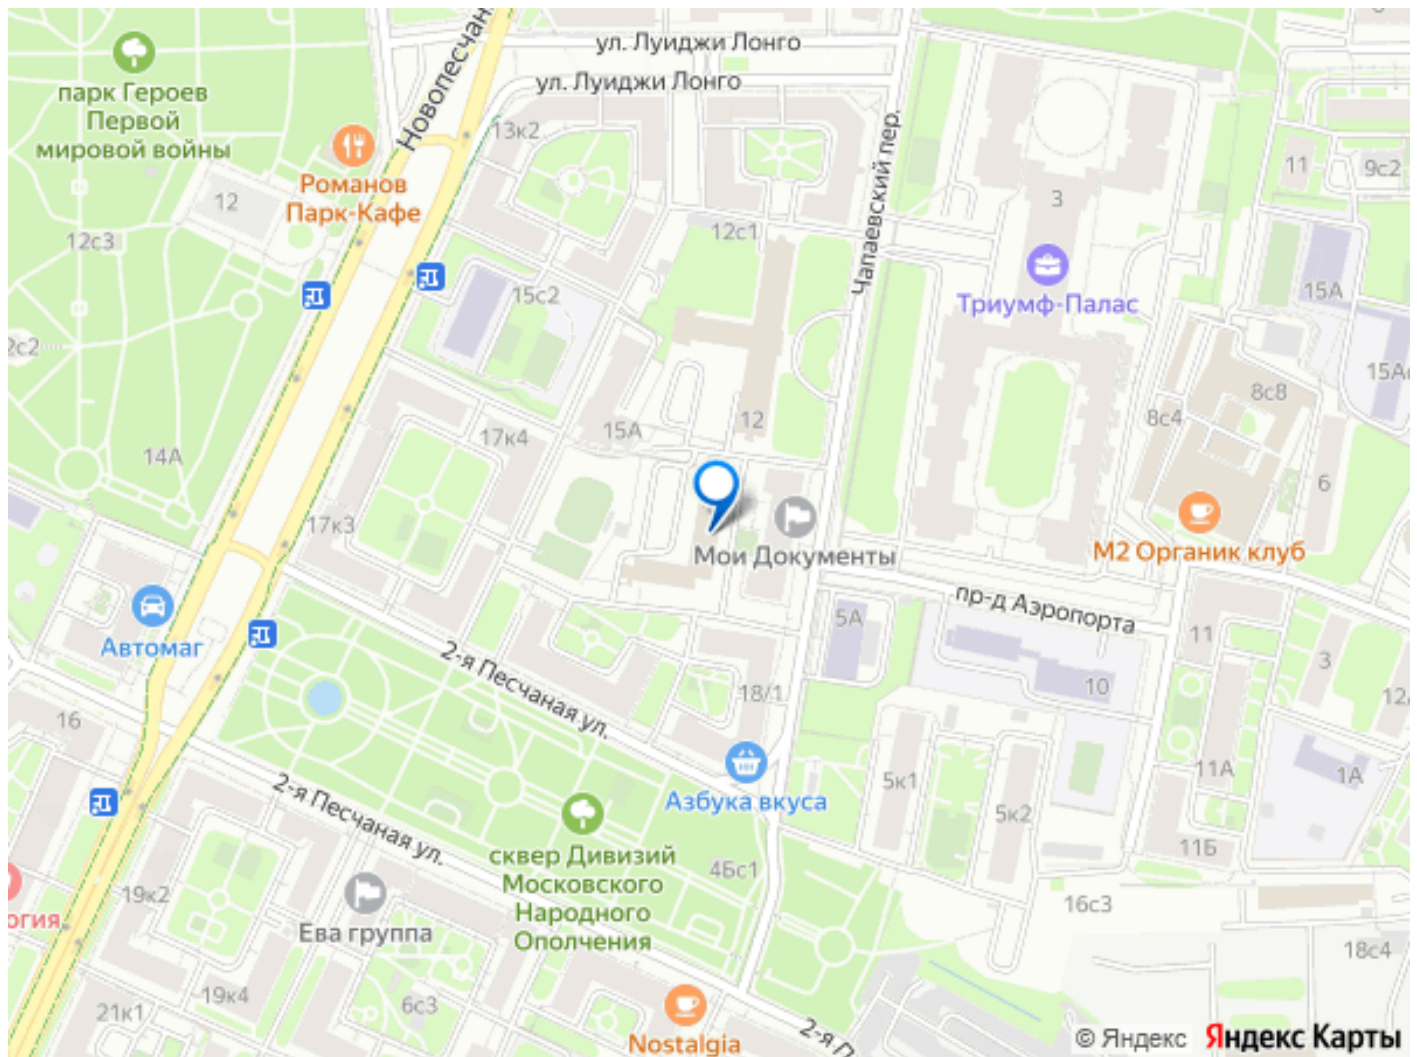 ул. Луиджи Лонго
ул. Луиджи Лонго
Новопесчан
парк Героев
Первой
мировой войны
Романов
Парк-Кафе
13к2
12
12с3
12с1
Чапаевский пер.
3
11
9с2
Триумф-Палас
15А
15с2
2с2
14А
17к4
15А
12
8с8
8с4
15А
6
17к3
Мои Документы
М2 Органик клуб
пр-д Аэропорта
5А
11
3
Автомаг
2-я Песчаная ул.
18/1
10
12
16
Азбука вкуса
5к1
11А
1А
5к2
2-я Песчаная ул.
сквер Дивизий
Московского
Народного
Ополчения
4Бс1
11Б
16с3
19к2
огия
Ева группа
18с4
19к4
6с3
21к1
Nostalgia
2-я П
© Яндекс Яндекс Карты